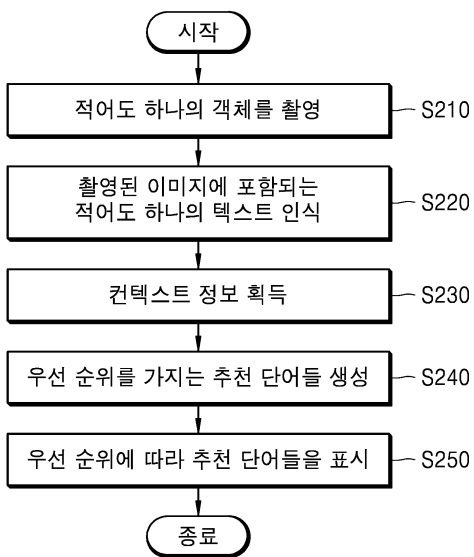 시작
적어도 하나의 객체를 촬영
S210
촬영된 이미지에 포함되는
적어도 하나의 텍스트 인식
S220
컨텍스트 정보 획득
S230
우선 순위를 가지는 추천 단어들 생성
S240
우선 순위에 따라 추천 단어들을 표시
S250
종료